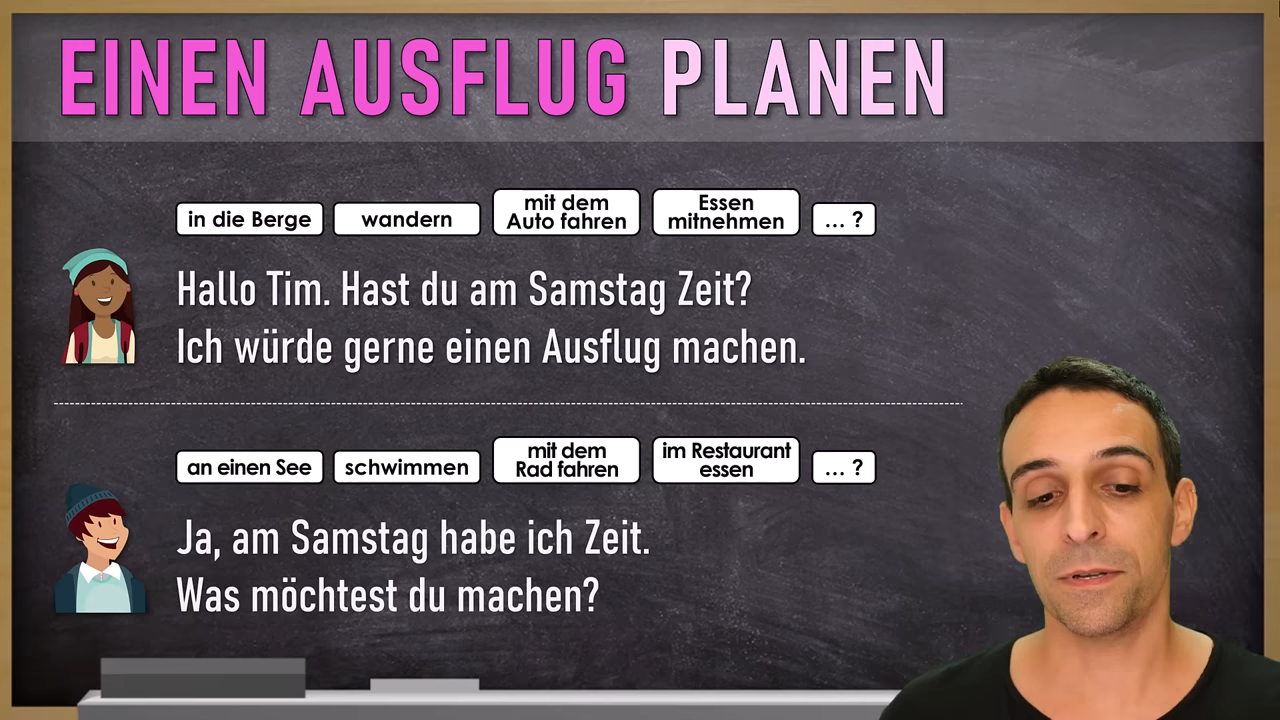 EINEN AUSFLUG PLANEN
in die Berge
wandern
mit dem
Auto fahren
Essen
mitnehmen
... ?
Hallo Tim. Hast du am Samstag Zeit?
Ich würde gerne einen Ausflug machen.
an einen See
schwimmen
mit dem
Rad fahren
im Restaurant
essen
... ?
Ja, am Samstag habe ich Zeit.
Was möchtest du machen?